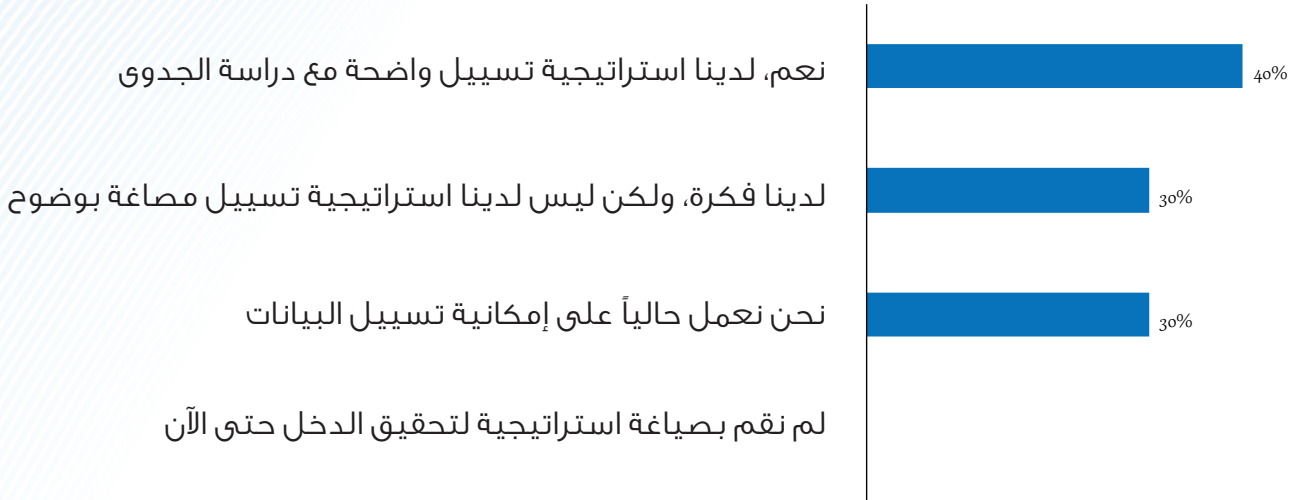 نعم، لدينا استراتيجية تسييل واضحة مع دراسة الجدوى
40%
لدينا فكرة، ولكن ليس لدينا استراتيجية تسييل مصاغة بوضوح
30%
نحن نعمل حالياً على إمكانية تسييل البيانات
30%
لم نقم بصياغة استراتيجية لتحقيق الدخل حتى الآن